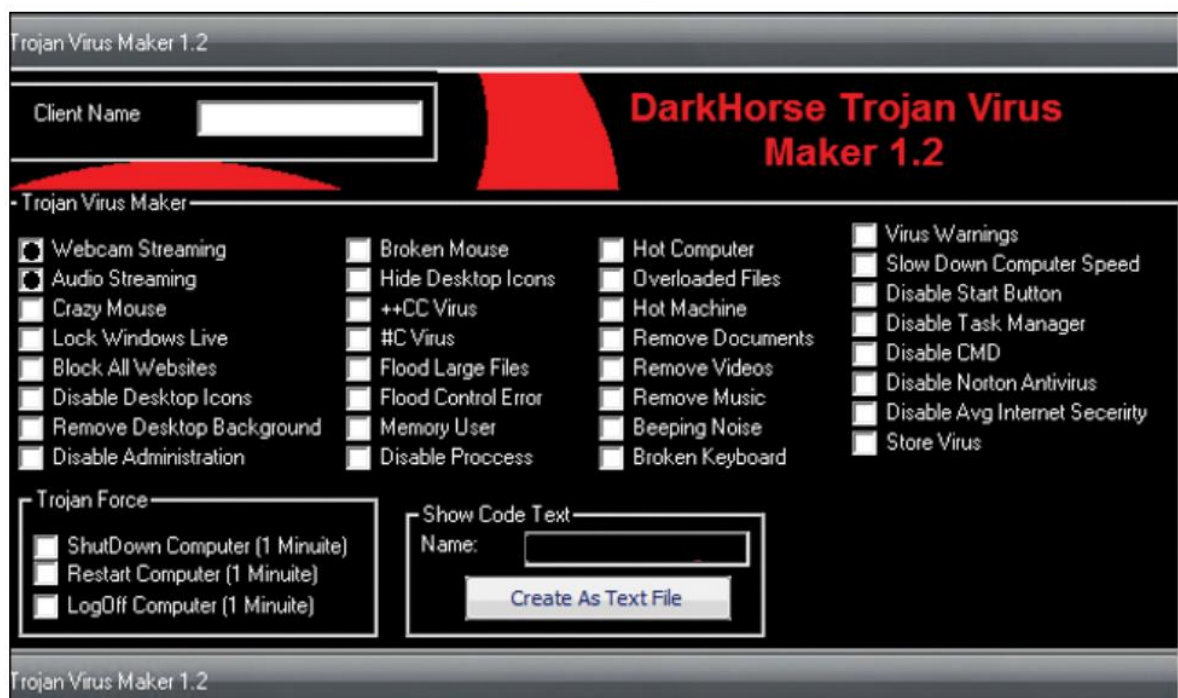 Trojan Virus Maker 1.2
Client Name
DarkHorse Trojan Virus
Maker 1.2
Trojan Virus Maker
Webcam Streaming
Audio Streaming
Crazy Mouse
Lock Windows Live
Block All Websites
Disable Desktop Icons
Remove Desktop Background
Disable Administration
Broken Mouse
Hide Desktop Icons
++CC Virus
#C Virus
Flood Large Files
Flood Control Error
Memory User
Disable Proccess
Hot Computer
Overloaded Files
Hot Machine
Remove Documents
Remove Videos
Remove Music
Beeping Noise
Broken Keyboard
Virus Warnings
Slow Down Computer Speed
Disable Start Button
Disable Task Manager
Disable CMD
Disable Norton Antivirus
Disable Avg Internet Secerirty
Store Virus
Trojan Force
ShutDown Computer (1 Minuite)
Restart Computer (1 Minuite)
LogOff Computer (1 Minuite)
Show Code Text
Name:
Create As Text File
Trojan Virus Maker 1.2